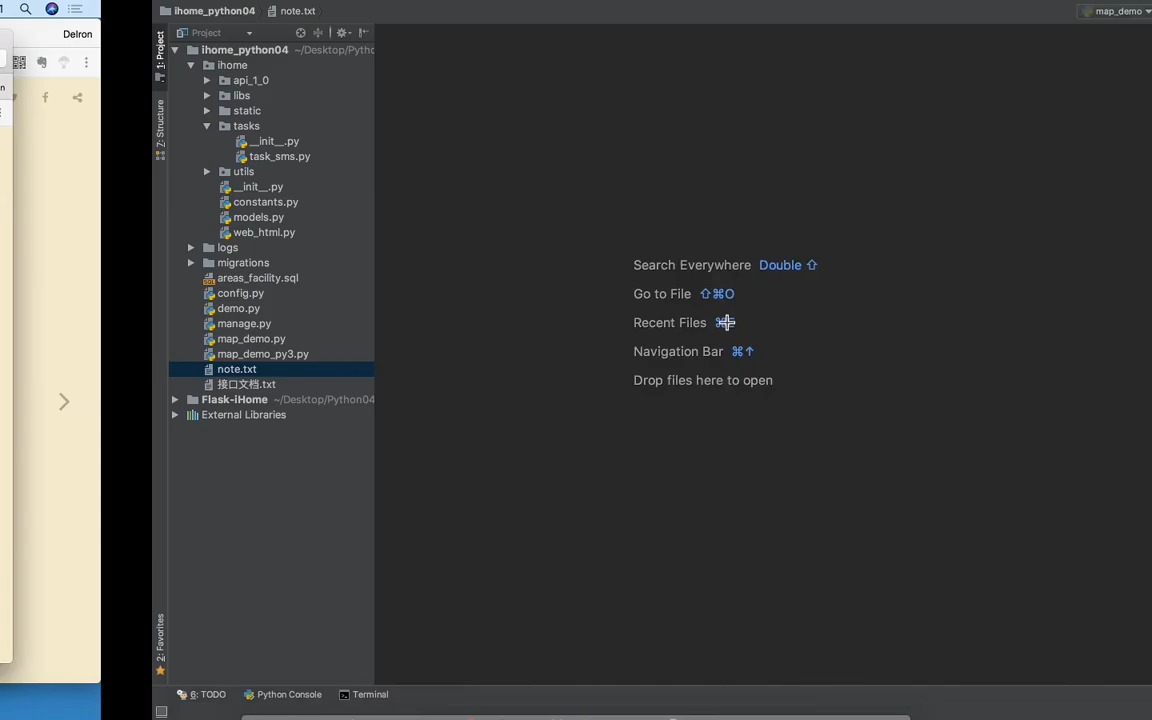 Delron
ihome_python04
note.txt
map_demo
1: Project
7: Structure
2: Favorites
Project
ihome_python04 ~/Desktop/Pytho
ihome
api_1_0
libs
static
tasks
__init__.py
task_sms.py
utils
__init__.py
constants.py
models.py
web_html.py
logs
migrations
areas_facility.sql
config.py
demo.py
manage.py
map_demo.py
map_demo_py3.py
note.txt
接口文档.txt
Flask-iHome ~/Desktop/Python04
External Libraries
Search Everywhere Double ⇧
Go to File ⇧⌘O
Recent Files
Navigation Bar ⌘↑
Drop files here to open
6: TODO
Python Console
Terminal